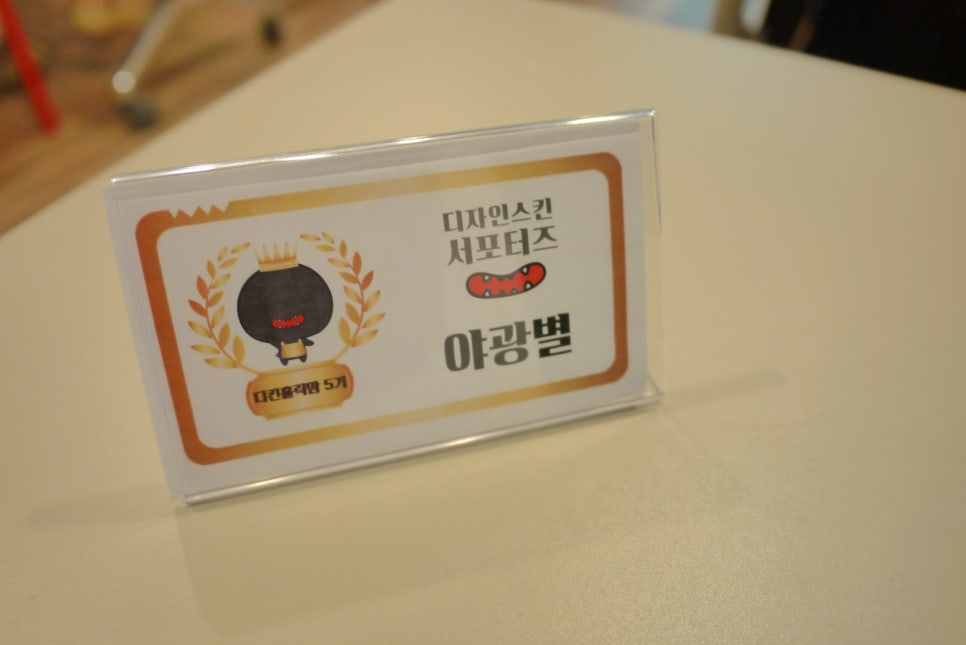 디자인스킨
서포터즈
야광별
디킨홀릭맘 5기